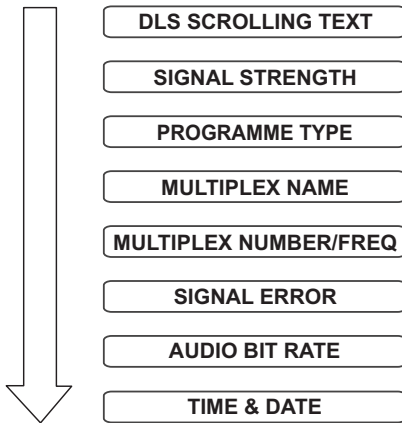 DLS SCROLLING TEXT
SIGNAL STRENGTH
PROGRAMME TYPE
MULTIPLEX NAME
MULTIPLEX NUMBER/FREQ
SIGNAL ERROR
AUDIO BIT RATE
TIME & DATE